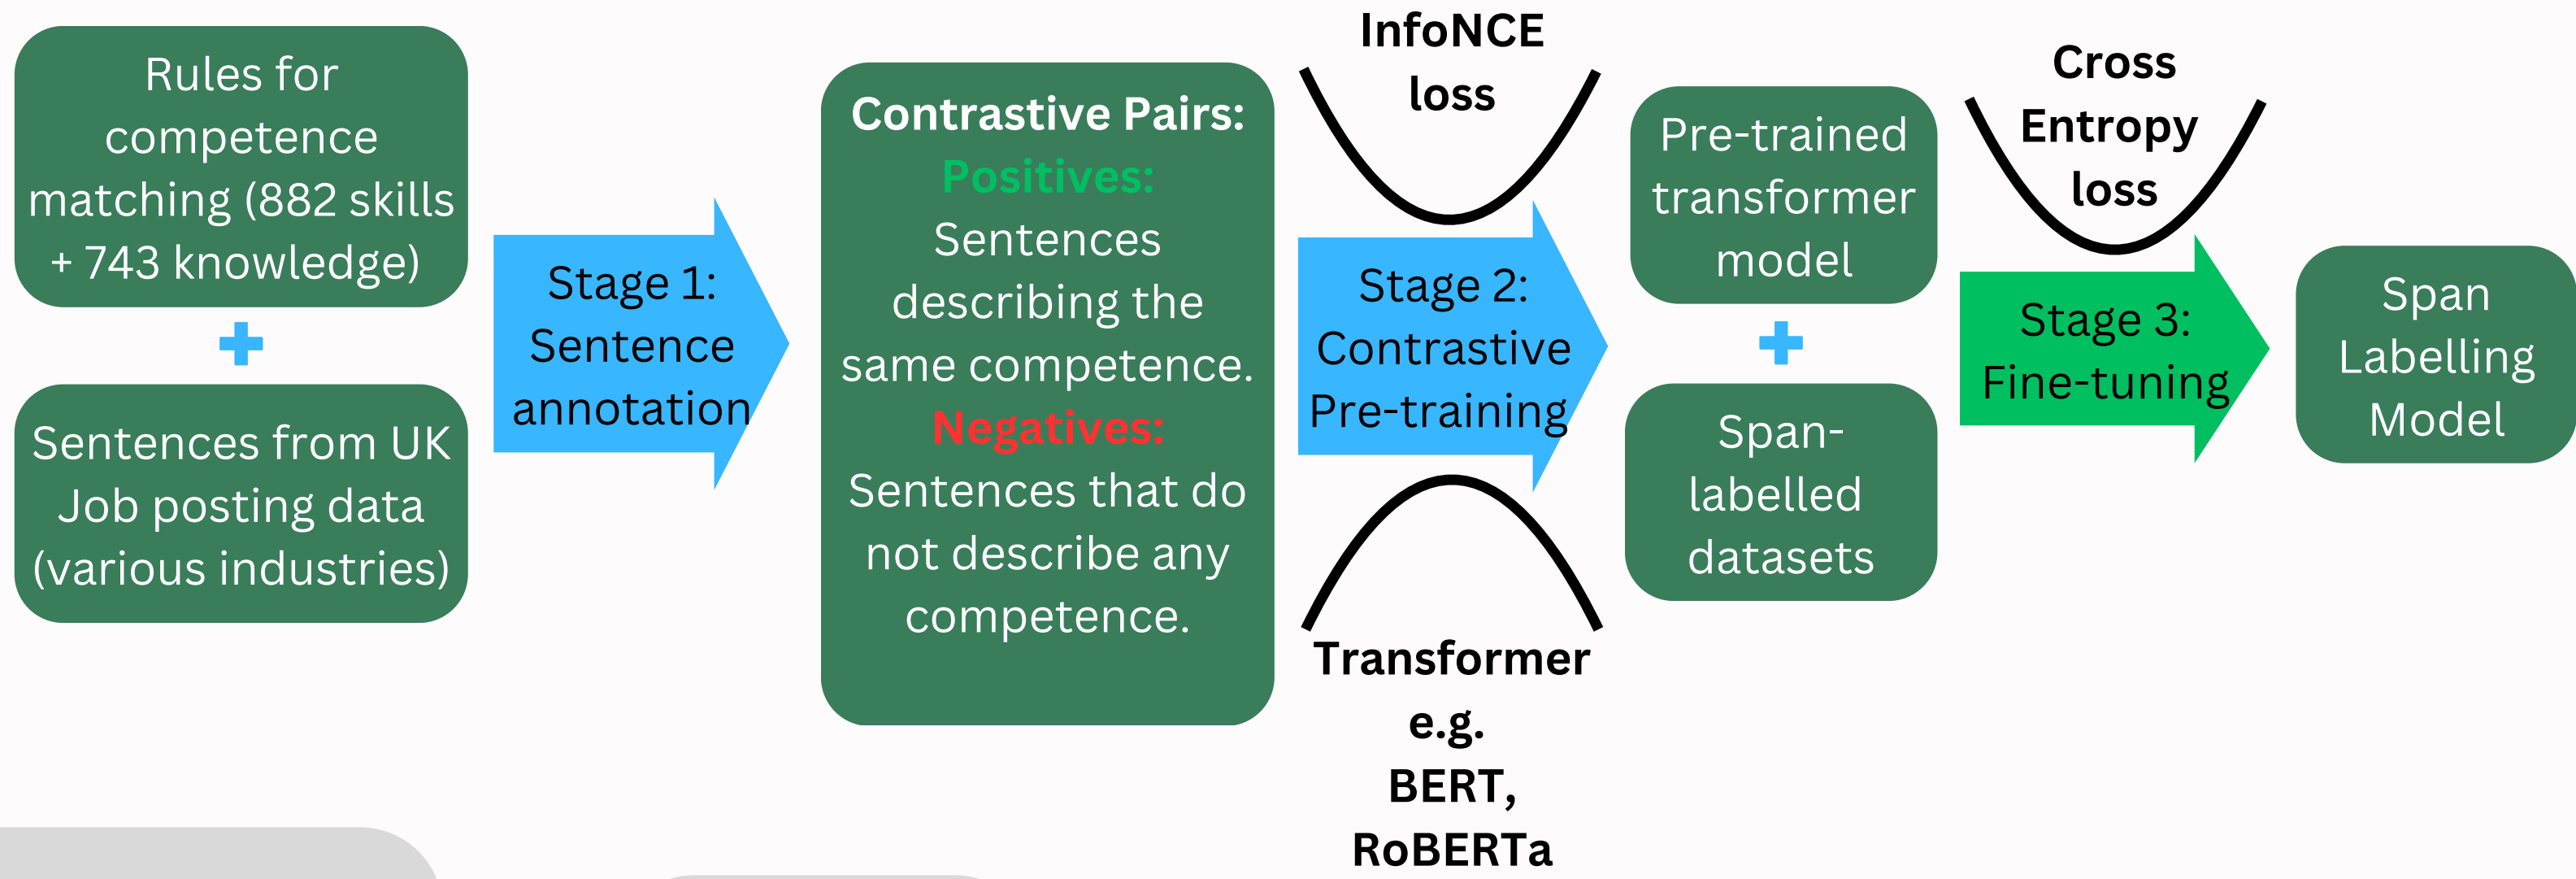 Rules for
competence
matching (882 skills
+ 743 knowledge)
Sentences from UK
Job posting data
(various industries)
Stage 1:
Sentence
annotation
Contrastive Pairs:
Positives:
Sentences
describing the
same competence.
Negatives:
Sentences that do
not describe any
competence.
InfoNCE
loss
Stage 2:
Contrastive
Pre-training
Transformer
e.g.
BERT,
RoBERTa
Pre-trained
transformer
model
Span-
labelled
datasets
Cross
Entropy
loss
Stage 3:
Fine-tuning
Span
Labelling
Model